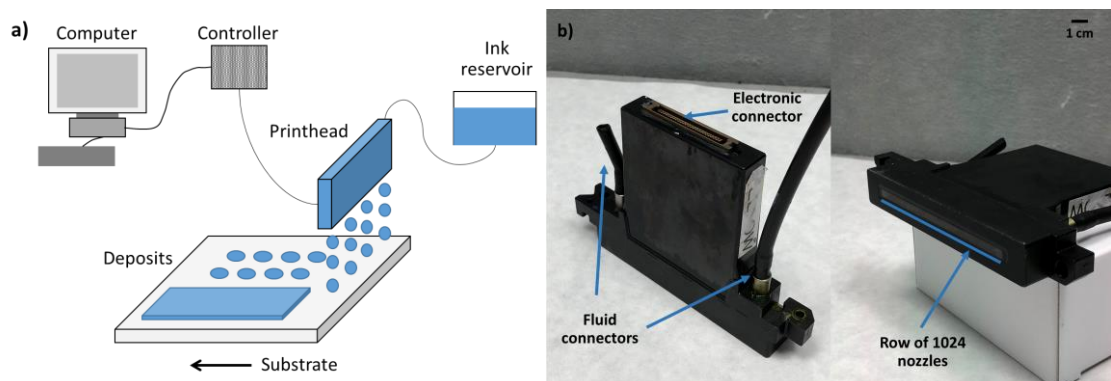 a)
Computer
Controller
Ink
reservoir
Printhead
Deposits
Substrate
b)
1 cm
Electronic
connector
Fluid
connectors
Row of 1024
nozzles